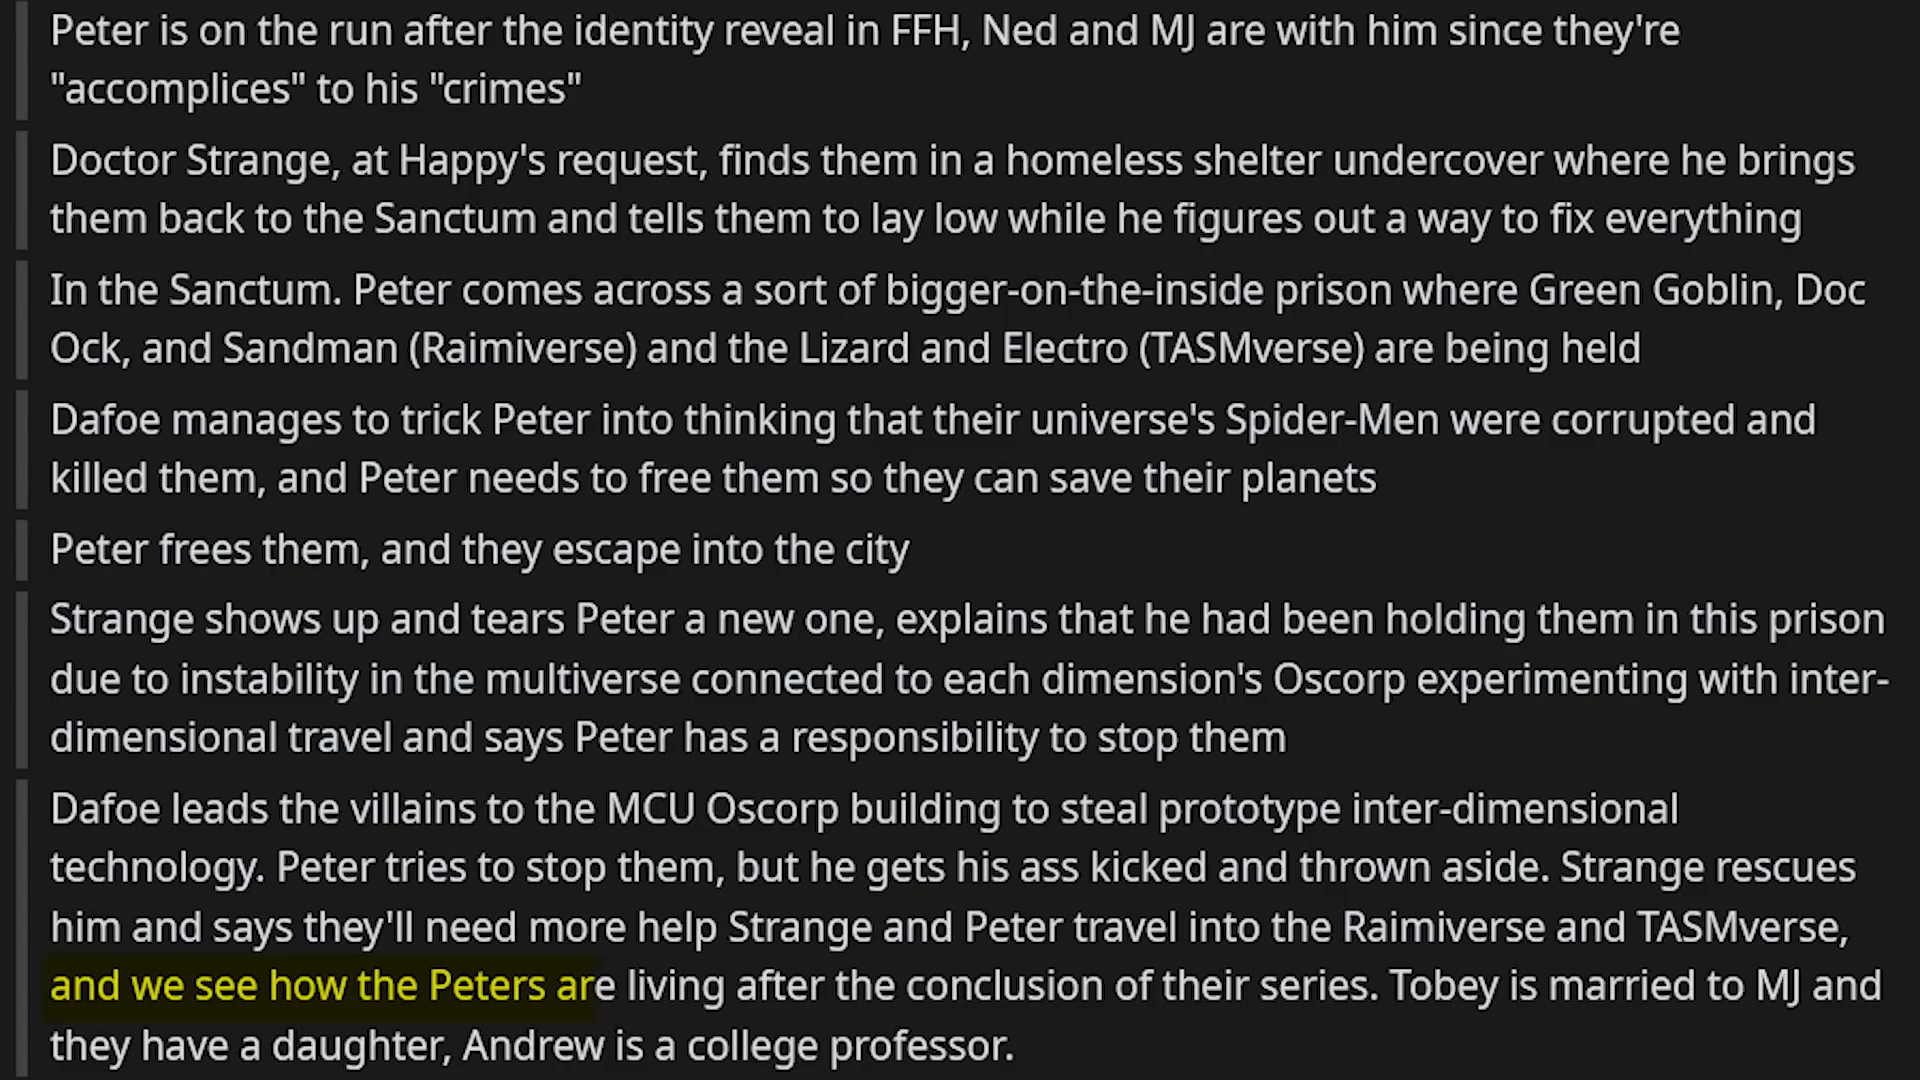 Peter is on the run after the identity reveal in FFH, Ned and MJ are with him since they're
"accomplices" to his "crimes"
Doctor Strange, at Happy's request, finds them in a homeless shelter undercover where he brings
them back to the Sanctum and tells them to lay low while he figures out a way to fix everything
In the Sanctum. Peter comes across a sort of bigger-on-the-inside prison where Green Goblin, Doc
Ock, and Sandman (Raimiverse) and the Lizard and Electro (TASMverse) are being held
Dafoe manages to trick Peter into thinking that their universe's Spider-Men were corrupted and
killed them, and Peter needs to free them so they can save their planets
Peter frees them, and they escape into the city
Strange shows up and tears Peter a new one, explains that he had been holding them in this prison
due to instability in the multiverse connected to each dimension's Oscorp experimenting with inter-
dimensional travel and says Peter has a responsibility to stop them
Dafoe leads the villains to the MCU Oscorp building to steal prototype inter-dimensional
technology. Peter tries to stop them, but he gets his ass kicked and thrown aside. Strange rescues
him and says they'll need more help Strange and Peter travel into the Raimiverse and TASMverse,
and we see how the Peters are living after the conclusion of their series. Tobey is married to MJ and
they have a daughter, Andrew is a college professor.